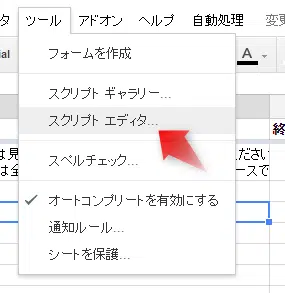 タ ツール アドオン ヘルプ 自動処理 変更
ial フォームを作成 A
スクリプト ギャラリー...
スクリプト エディタ...
終
は見 ださい
スペルチェック...
は全 ースで
オートコンプリートを有効にする
通知ルール...
シートを保護...